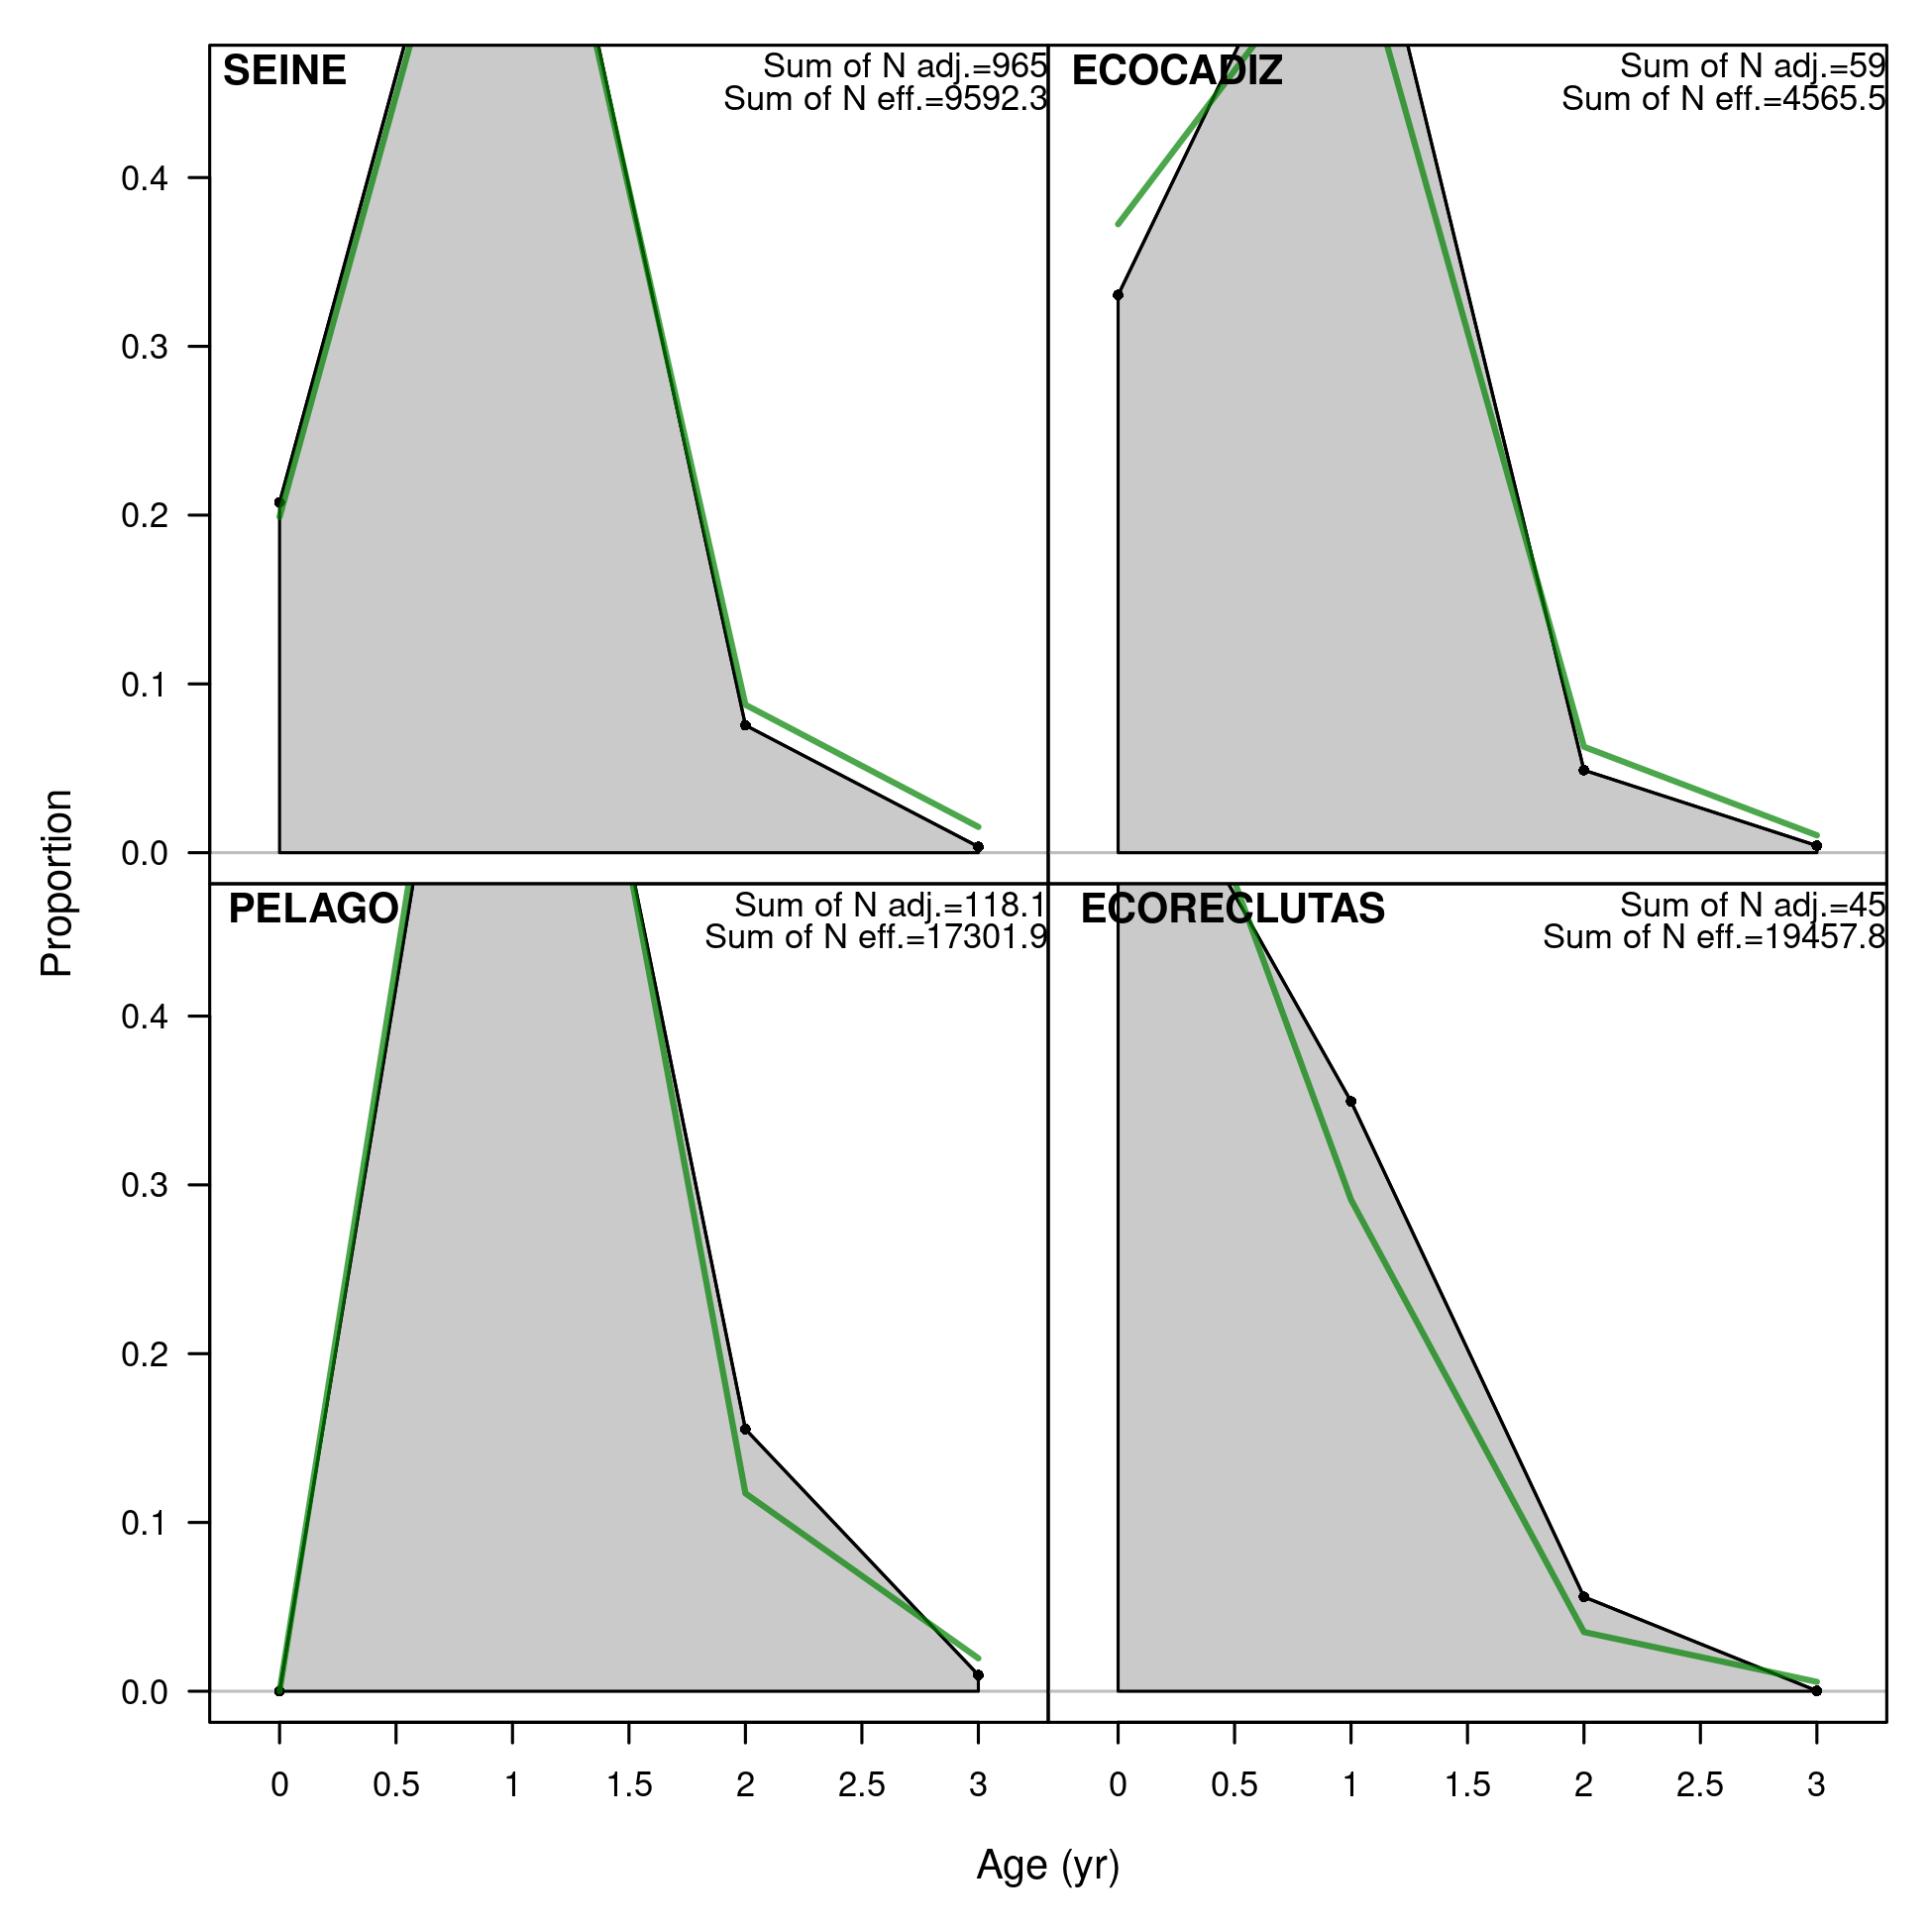 SEINE
Sum of N adj.=965
Sum of N eff.=9592.3
ECOCADIZ
Sum of N adj.=59
Sum of N eff.=4565.5
0.4
0.3
0.2
0.1
0.0
PELAGO
Sum of N adj.=118.1
Sum of N eff.=17301.9
ECORECLUTAS
Sum of N adj.=45
Sum of N eff.=19457.8
0.4
0.3
0.2
0.1
0.0
Proportion
0 0.5 1 1.5 2 2.5 3
0 0.5 1 1.5 2 2.5 3
Age (yr)